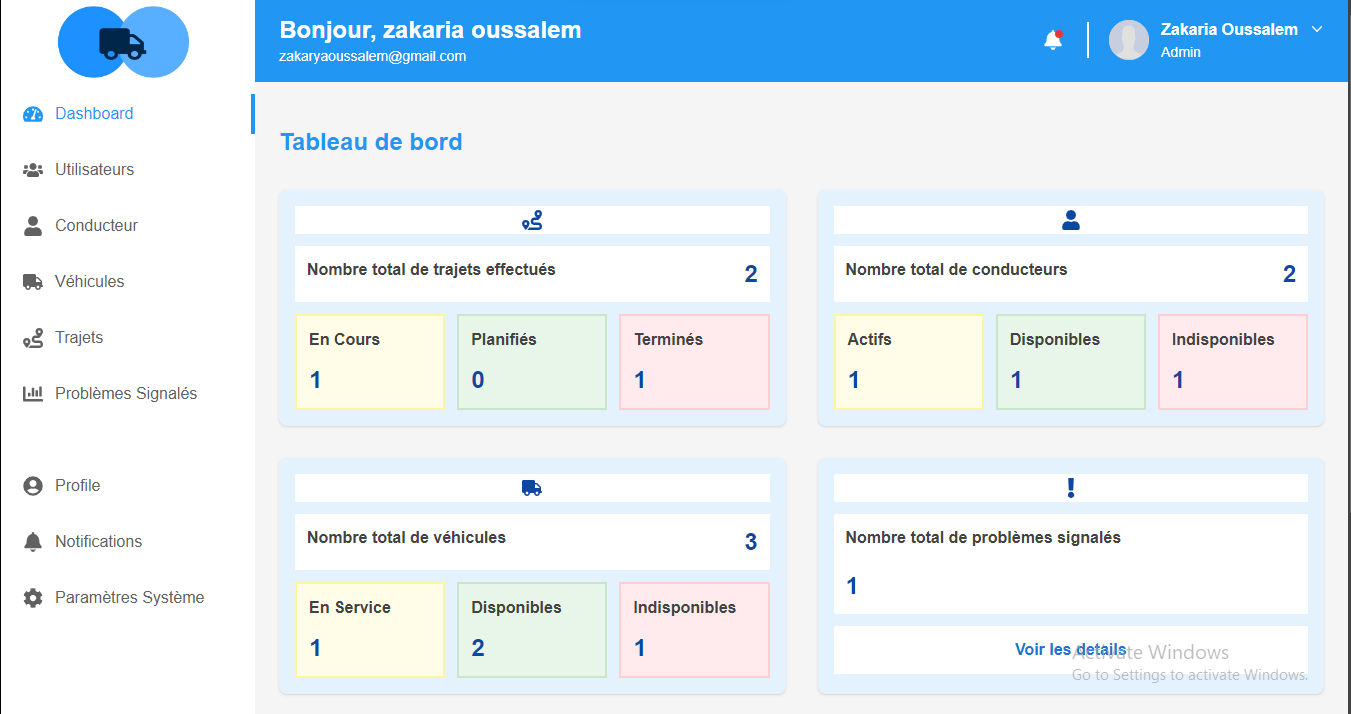 Bonjour, zakaria oussalem
zakaryaoussalem@gmail.com
Zakaria Oussalem
Admin
Dashboard
Utilisateurs
Conducteur
Véhicules
Trajets
Problèmes Signalés
Profile
Notifications
Paramètres Système
Tableau de bord
Nombre total de trajets effectués 2
En Cours Planifiés Terminés
1 0 1
Nombre total de conducteurs 2
Actifs Disponibles Indisponibles
1 1 1
Nombre total de véhicules 3
En Service Disponibles Indisponibles
1 2 1
Nombre total de problèmes signalés
1
Voir les détails
Activate Windows
Go to Settings to activate Windows.